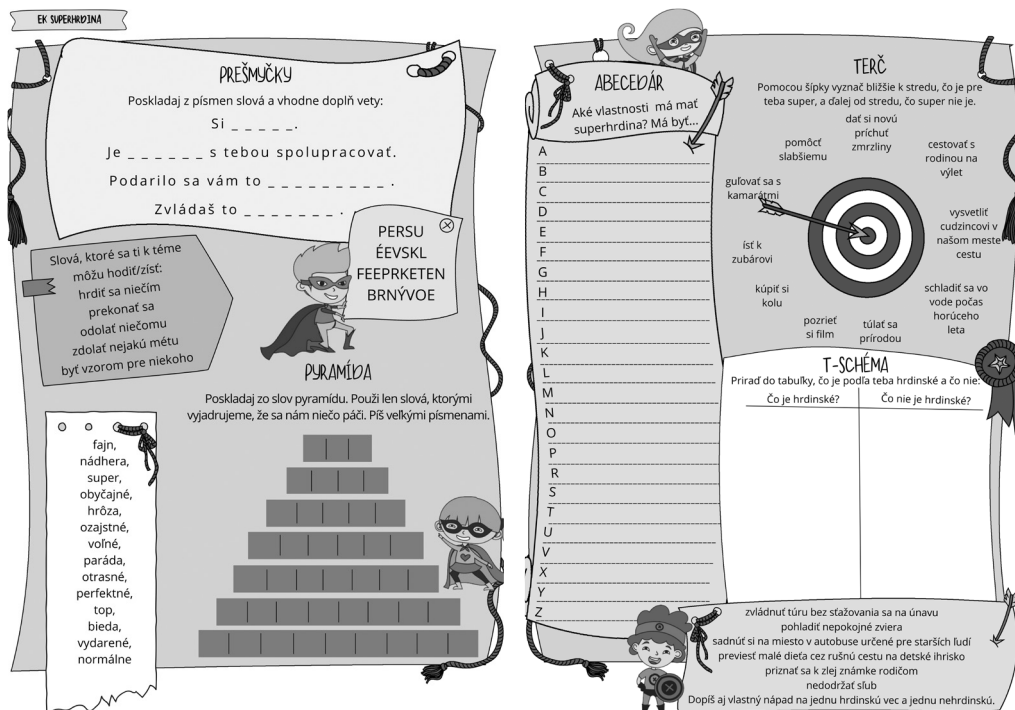 EK SUPERHRDINA
PREŠMYČKY
Poskladaj z písmen slová a vhodne doplň vety:
Si _ _ _ _ _.
Je _ _ _ _ _ _ _ s tebou spolupracovať.
Podarilo sa vám to _ _ _ _ _ _ _ _ _ .
Zvládaš to _ _ _ _ _ _ _ .
PERSU
ÉEVSKL
FEEPRKETEN
BRNÝVOE
Slová, ktoré sa ti k téme
môžu hodiť/zísť:
hrdiť sa niečím
prekonať sa
odolať niečomu
zdolať nejakú métu
byť vzorom pre niekoho
PYRAMÍDA
Poskladaj zo slov pyramídu. Použi len slová, ktorými
vyjadrujeme, že sa nám niečo páči. Píš veľkými písmenami.
fajn,
nádhera,
super,
obyčajné,
hrôza,
ozajstné,
voľné,
paráda,
otrasné,
perfektné,
top,
bieda,
vydarené,
normálne
ABECEDÁR
Aké vlastnosti má mať
superhrdina? Má byť...
A
B
C
D
E
F
G
H
I
J
K
L
M
N
O
P
R
S
T
U
V
X
Y
Z
TERČ
Pomocou šípky vyznač bližšie k stredu, čo je pre
teba super, a ďalej od stredu, čo super nie je.
dať si novú
príchuť
zmrzliny
pomôcť
slabšiemu
cestovať s
rodinou na
výlet
guľovať sa s
kamarátmi
vysvetliť
cudzincovi v
našom meste
cestu
ísť k
zubárovi
kúpiť si
kolu
schladiť sa vo
vode počas
horúceho
leta
pozrieť
si film
túlať sa
prírodou
T-SCHÉMA
Priraď do tabuľky, čo je podľa teba hrdinské a čo nie:
Čo je hrdinské?
Čo nie je hrdinské?
zvládnuť túru bez sťažovania sa na únavu
pohladiť nepokojné zviera
sadnúť si na miesto v autobuse určené pre starších ľudí
previesť malé dieťa cez rušnú cestu na detské ihrisko
priznať sa k zlej známke rodičom
nedodržať sľub
Dopíš aj vlastný nápad na jednu hrdinskú vec a jednu nehrdinskú.